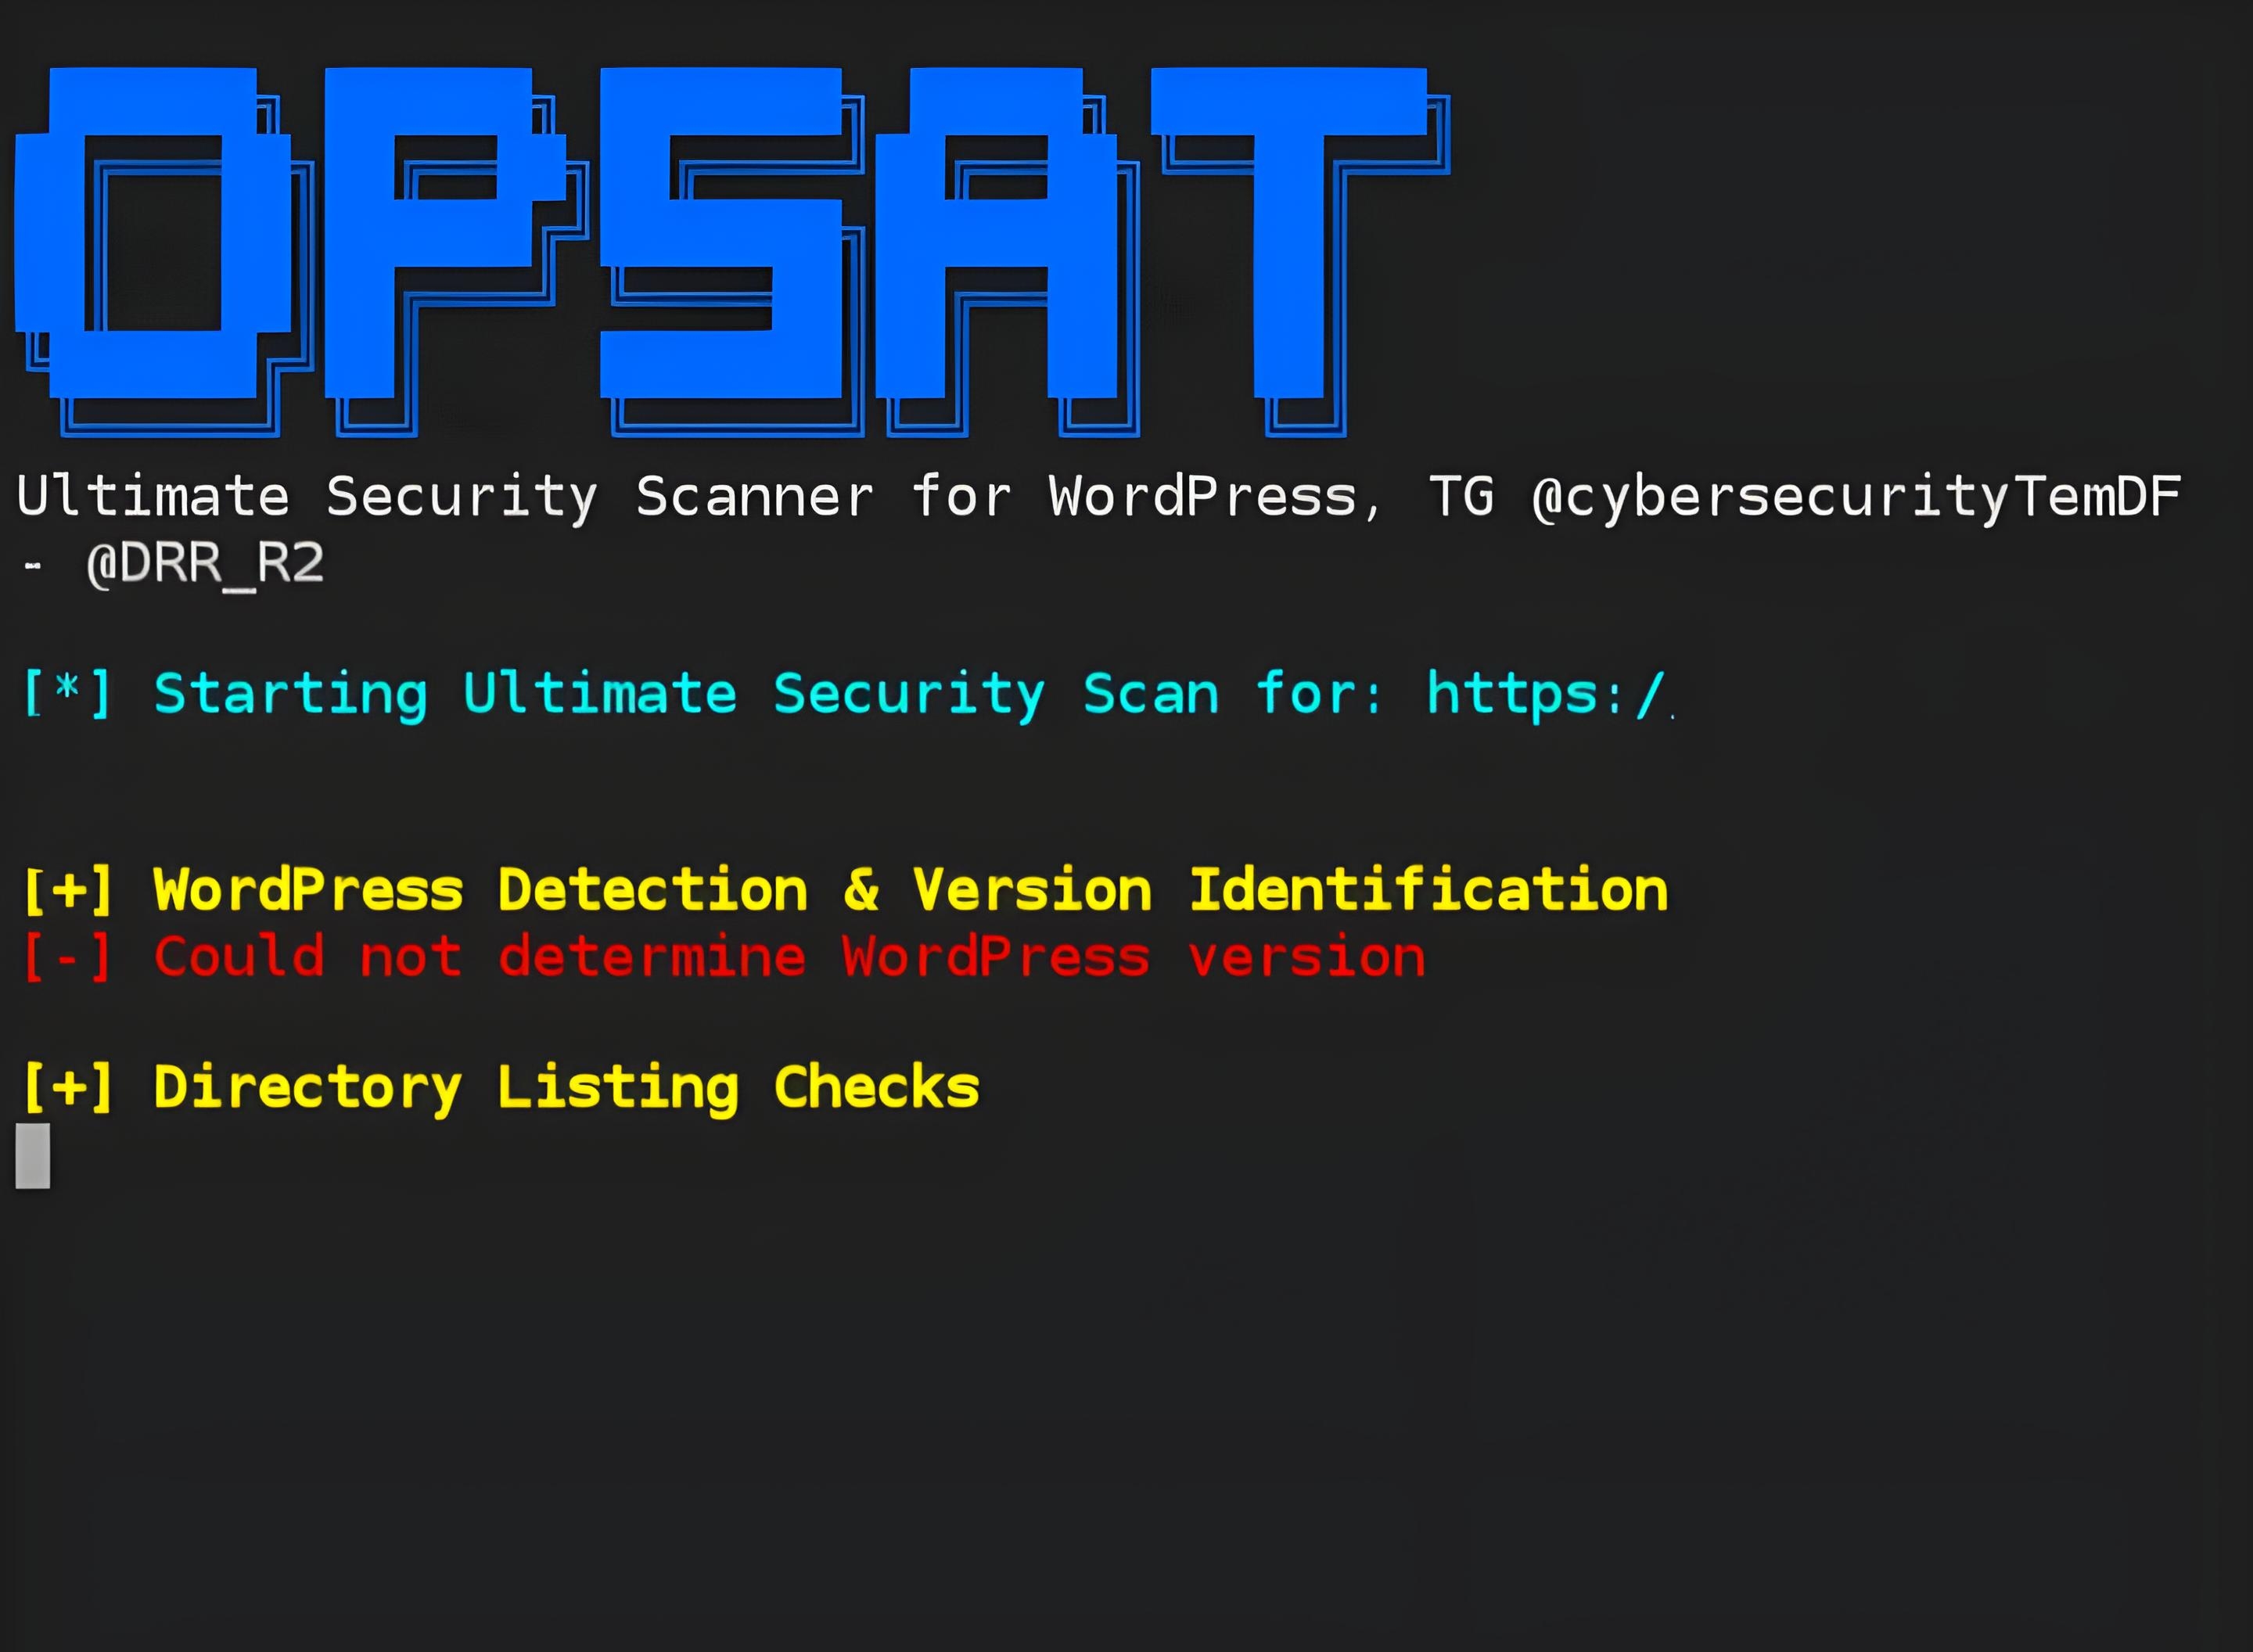 OPSAT
Ultimate Security Scanner for WordPress, TG @cybersecurityTemDF
- @DRR_R2
[*] Starting Ultimate Security Scan for: https:/
[+] WordPress Detection & Version Identification
[-] Could not determine WordPress version
[+] Directory Listing Checks